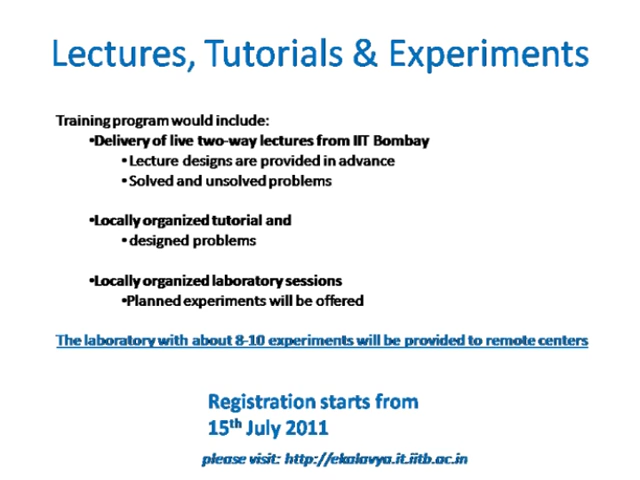 Lectures, Tutorials & Experiments
Training program would include:
•Delivery of live two-way lectures from IIT Bombay
•Lecture designs are provided in advance
•Solved and unsolved problems
•Locally organized tutorial and
•designed problems
•Locally organized laboratory sessions
•Planned experiments will be offered
The laboratory with about 8-10 experiments will be provided to remote centers
Registration starts from
15th July 2011
please visit: http://ekalavya.it.iitb.ac.in